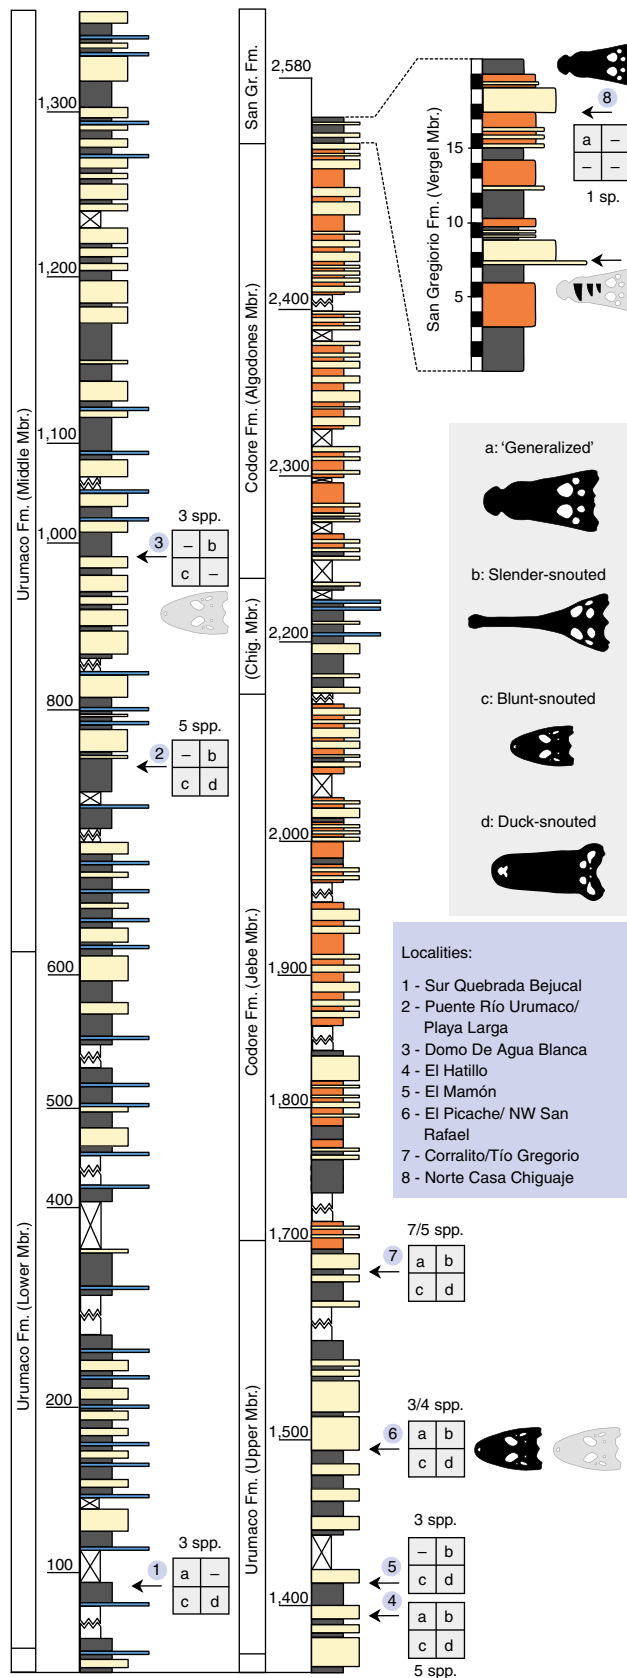 Urumaco Fm. (Middle Mbr.)
Urumaco Fm. (Lower Mbr.)
1,300
1,200
1,100
1,000
800
600
500
400
200
100
3 spp.
3
– b
c –
5 spp.
2
– b
c d
3 spp.
1
a –
c d
San Gr. Fm.
Codore Fm. (Algodones Mbr.)
(Chig. Mbr.)
Codore Fm. (Jebe Mbr.)
Urumaco Fm. (Upper Mbr.)
2,580
2,400
2,300
2,200
2,000
1,900
1,800
1,700
1,500
1,400
San Gregiorio Fm. (Vergel Mbr.)
15
10
5
8
a –
– –
1 sp.
a: ‘Generalized’
b: Slender-snouted
c: Blunt-snouted
d: Duck-snouted
Localities:
1 - Sur Quebrada Bejucal
2 - Puente Río Urumaco/
Playa Larga
3 - Domo De Agua Blanca
4 - El Hatillo
5 - El Mamón
6 - El Picache/ NW San
Rafael
7 - Corralito/Tío Gregorio
8 - Norte Casa Chiguaje
7/5 spp.
7
a b
c d
3/4 spp.
6
a b
c d
3 spp.
5
– b
c d
4
a b
c d
5 spp.